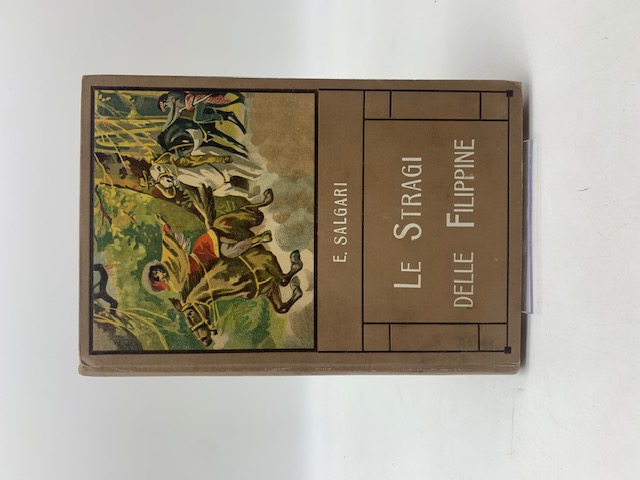 E. SALGARI
LE STRAGI
DELLE FILIPPINE